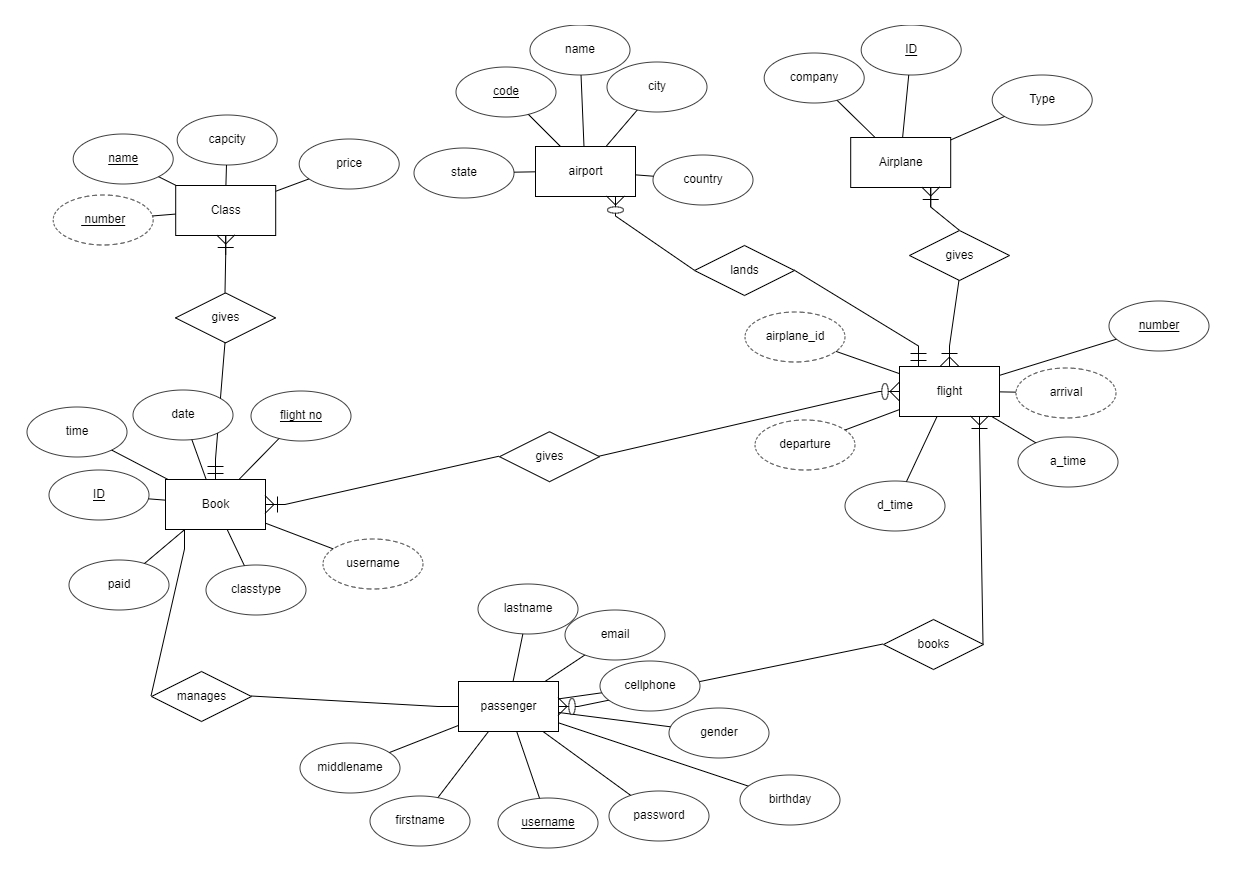 name
ID
company
city
code
Type
capcity
name
price
airport
Airplane
state
country
number
Class
gives
lands
gives
number
airplane_id
flight
arrival
date
flight no
time
departure
gives
a_time
ID
Book
d_time
username
paid
classtype
lastname
email
books
cellphone
manages
passenger
gender
middlename
birthday
firstname
username
password